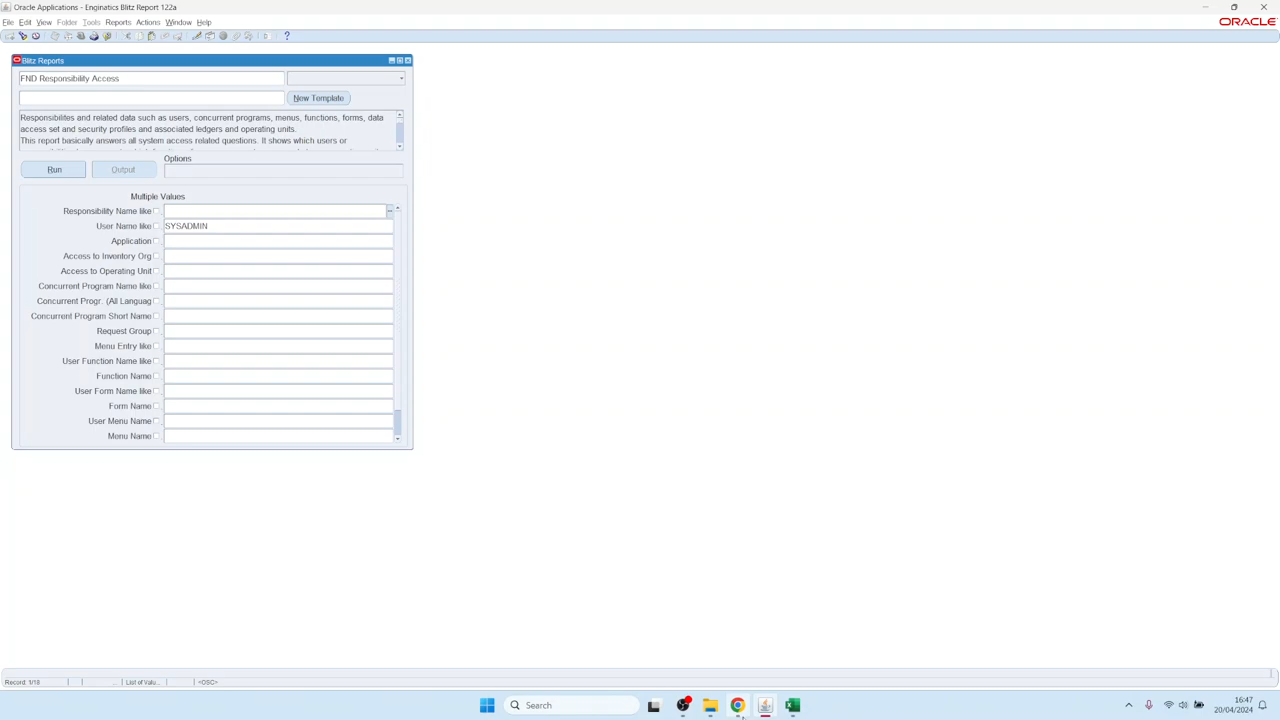 Oracle Applications - Enginatics Blitz Report 122a
File Edit View Folder Tools Reports Actions Window Help
ORACLE
Blitz Reports
FND Responsibility Access
New Template
Responsibilites and related data such as users, concurrent programs, menus, functions, forms, data
access set and security profiles and associated ledgers and operating units.
This report basically answers all system access related questions. It shows which users or
Options
Run Output
Multiple Values
Responsibility Name like
User Name like SYSADMIN
Application
Access to Inventory Org
Access to Operating Unit
Concurrent Program Name like
Concurrent Progr. (All Languag
Concurrent Program Short Name
Request Group
Menu Entry like
User Function Name like
Function Name
User Form Name like
Form Name
User Menu Name
Menu Name
Record: 1/18 ... List of Valu... <OSC>
Search
16:47
20/04/2024